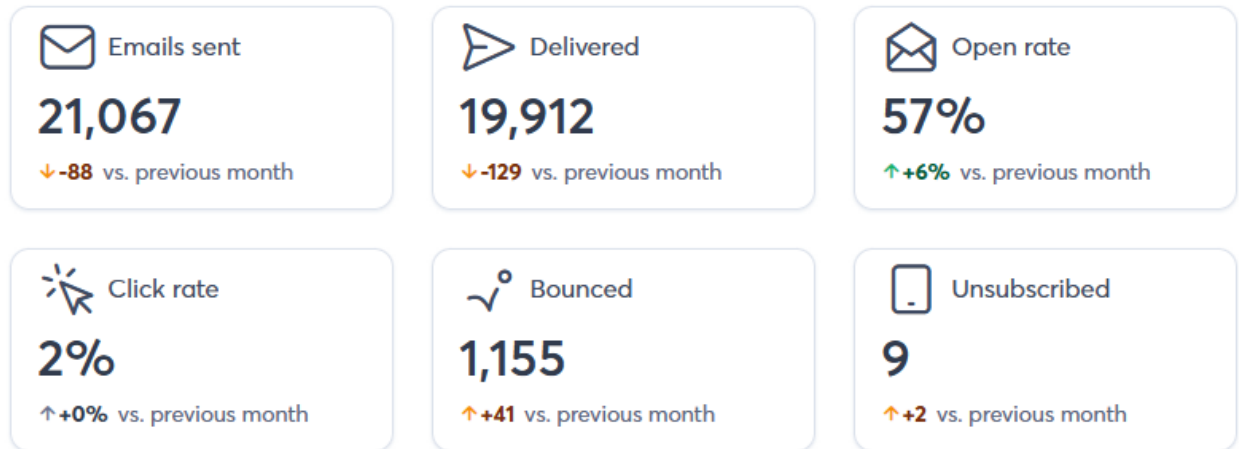 Emails sent
21,067
↓-88 vs. previous month
Delivered
19,912
↓-129 vs. previous month
Open rate
57%
↑+6% vs. previous month
Click rate
2%
↑+0% vs. previous month
Bounced
1,155
↑+41 vs. previous month
Unsubscribed
9
↑+2 vs. previous month